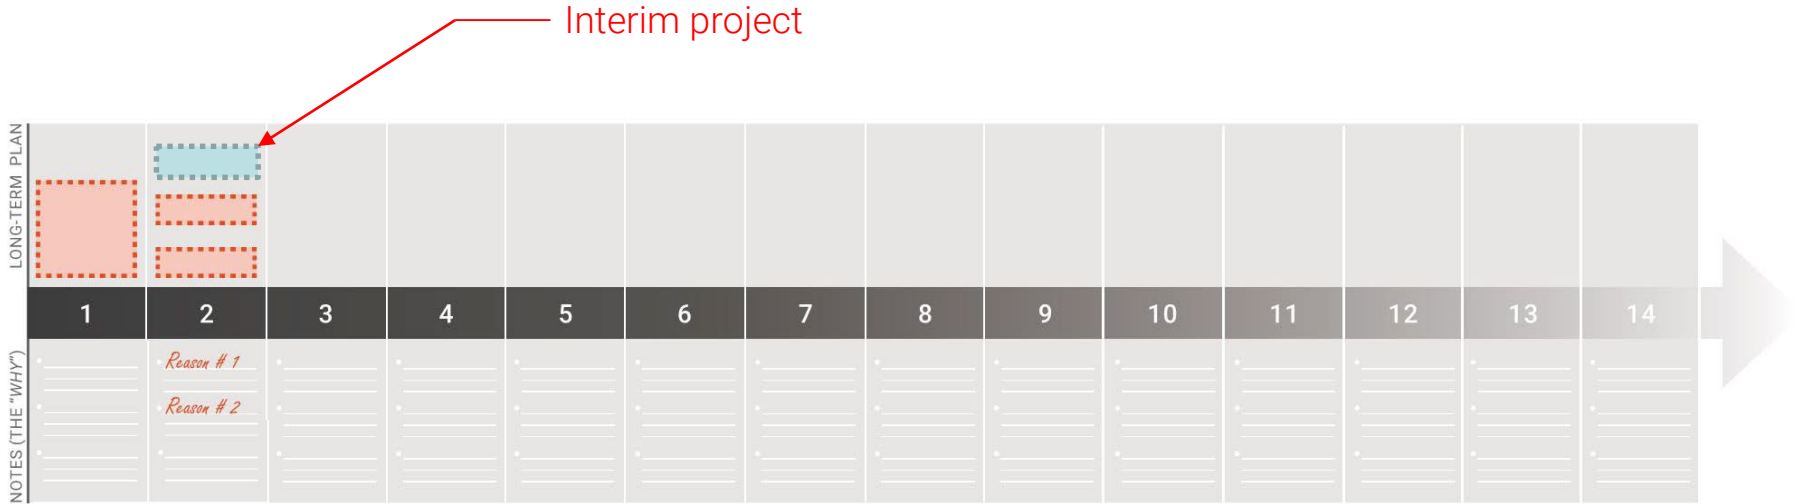 Interim project
LONG-TERM PLAN
1 2 3 4 5 6 7 8 9 10 11 12 13 14
NOTES (THE "WHY")
Reason # 1
Reason # 2